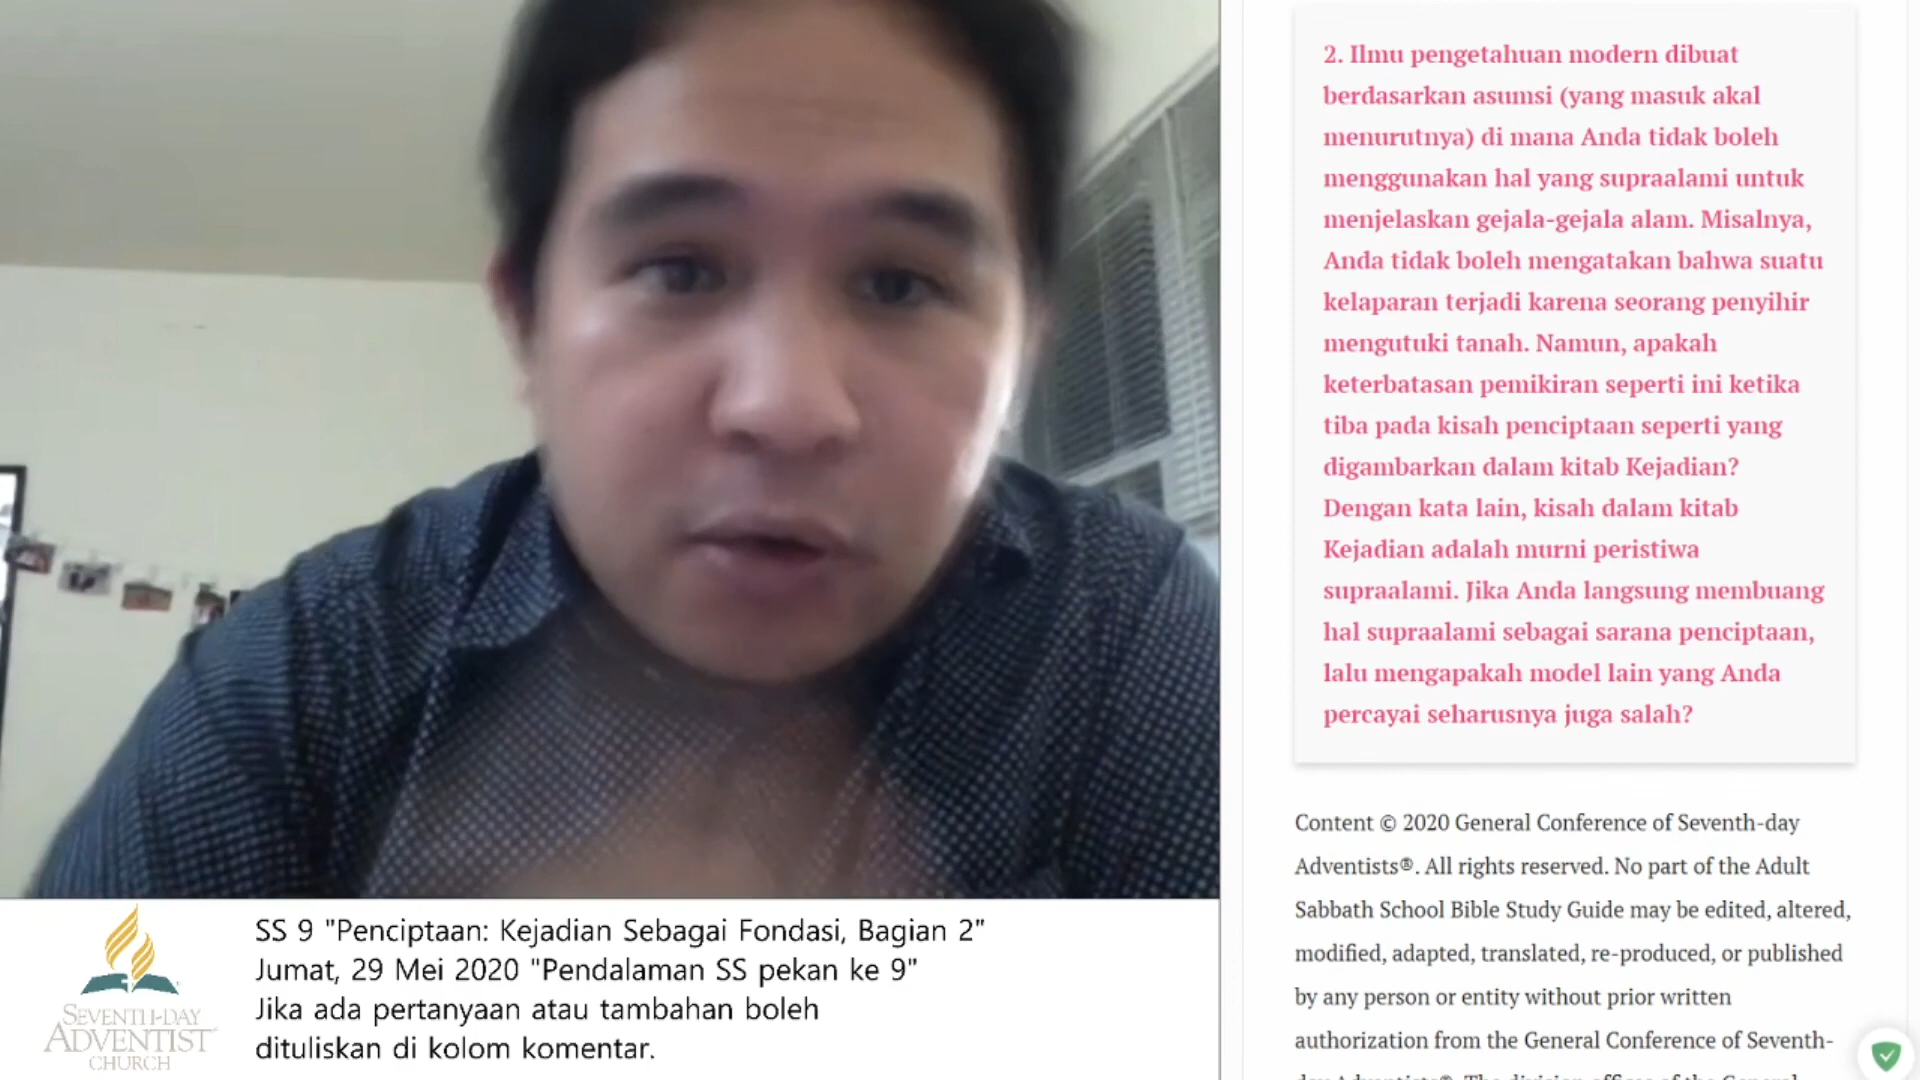 2. Ilmu pengetahuan modern dibuat
berdasarkan asumsi (yang masuk akal
menurutnya) di mana Anda tidak boleh
menggunakan hal yang supraalami untuk
menjelaskan gejala-gejala alam. Misalnya,
Anda tidak boleh mengatakan bahwa suatu
kelaparan terjadi karena seorang penyihir
mengutuki tanah. Namun, apakah
keterbatasan pemikiran seperti ini ketika
tiba pada kisah penciptaan seperti yang
digambarkan dalam kitab Kejadian?
Dengan kata lain, kisah dalam kitab
Kejadian adalah murni peristiwa
supraalami. Jika Anda langsung membuang
hal supraalami sebagai sarana penciptaan,
lalu mengapakah model lain yang Anda
percayai seharusnya juga salah?
Content © 2020 General Conference of Seventh-day
Adventists®. All rights reserved. No part of the Adult
Sabbath School Bible Study Guide may be edited, altered,
modified, adapted, translated, re-produced, or published
by any person or entity without prior written
authorization from the General Conference of Seventh-
day Adventists®. The division offices of the General
SEVENTH-DAY
ADVENTIST
CHURCH
SS 9 "Penciptaan: Kejadian Sebagai Fondasi, Bagian 2"
Jumat, 29 Mei 2020 "Pendalaman SS pekan ke 9"
Jika ada pertanyaan atau tambahan boleh
dituliskan di kolom komentar.